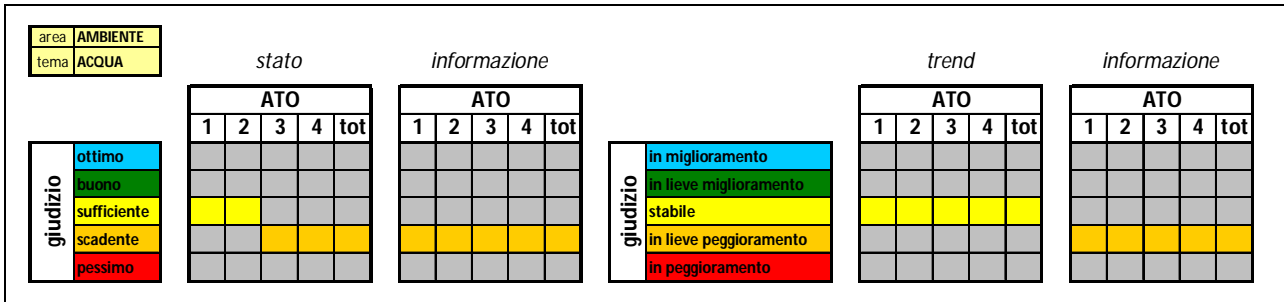 area AMBIENTE
tema ACQUA
stato informazione trend informazione
ATO ATO ATO ATO
1 2 3 4 tot 1 2 3 4 tot 1 2 3 4 tot 1 2 3 4 tot
giudizio
ottimo
buono
sufficiente
scadente
pessimo
giudizio
in miglioramento
in lieve miglioramento
stabile
in lieve peggioramento
in peggioramento